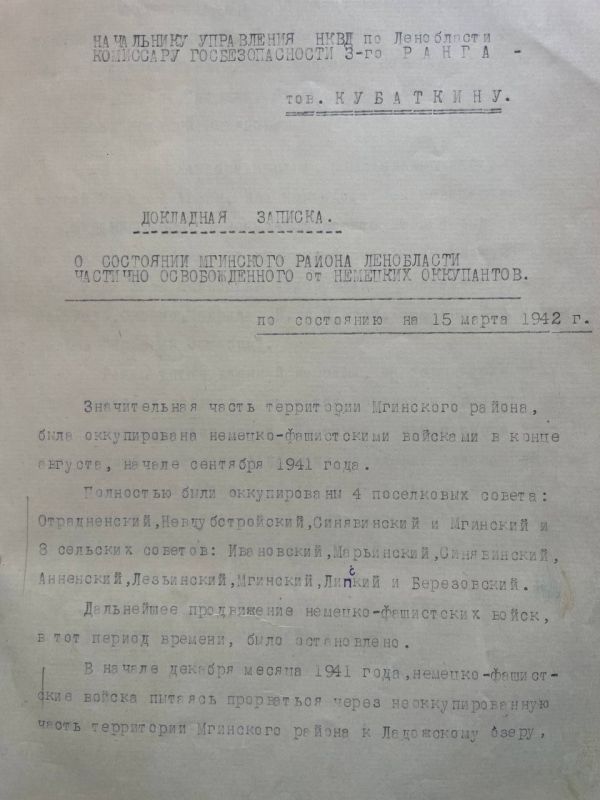 НАЧАЛЬНИКУ УПРАВЛЕНИЯ НКВД по Ленобласти
КОМИССАРУ ГОСБЕЗОПАСНОСТИ 3-го РАНГА -
тов. КУБАТКИНУ.
ДОКЛАДНАЯ ЗАПИСКА.
О СОСТОЯНИИ МГИНСКОГО РАЙОНА ЛЕНОБЛАСТИ
ЧАСТИЧНО ОСВОБОЖДЕННОГО от НЕМЕЦКИХ ОККУПАНТОВ.
по состоянию на 15 марта 1942 г.
Значительная часть территории Мгинского района,
была оккупирована немецко-фашистскими войсками в конце
августа, начале сентября 1941 года.
Полностью были оккупированы 4 поселковых совета:
Отрадненский, Невдубстройский, Синявинский и Мгинский и
8 сельских советов: Ивановский, Марьинский, Синявинский,
Анненский, Лезьинский, Мгинский, Липский и Березовский.
Дальнейшее продвижение немецко-фашистских войск,
в тот период времени, было остановлено.
В начале декабря месяца 1941 года, немецко-фашист-
ские войска пытаясь прорваться через неоккупированную
часть территории Мгинского района к Ладожскому озеру,